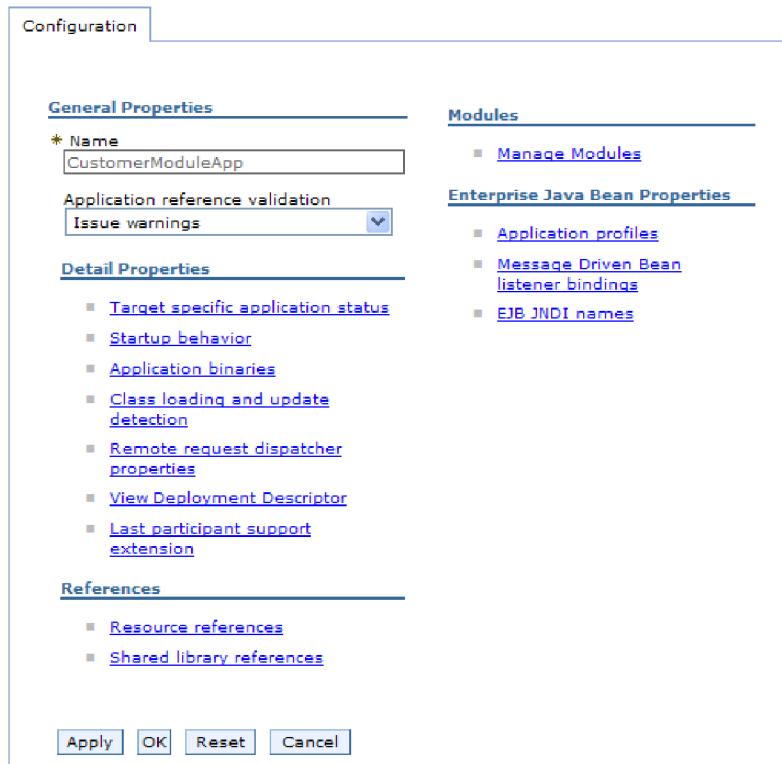 Configuration
General Properties
* Name
CustomerModuleApp
Application reference validation
Issue warnings
Detail Properties
Target specific application status
Startup behavior
Application binaries
Class loading and update
detection
Remote request dispatcher
properties
View Deployment Descriptor
Last participant support
extension
References
Resource references
Shared library references
Modules
Manage Modules
Enterprise Java Bean Properties
Application profiles
Message Driven Bean
listener bindings
EJB JNDI names
Apply OK Reset Cancel